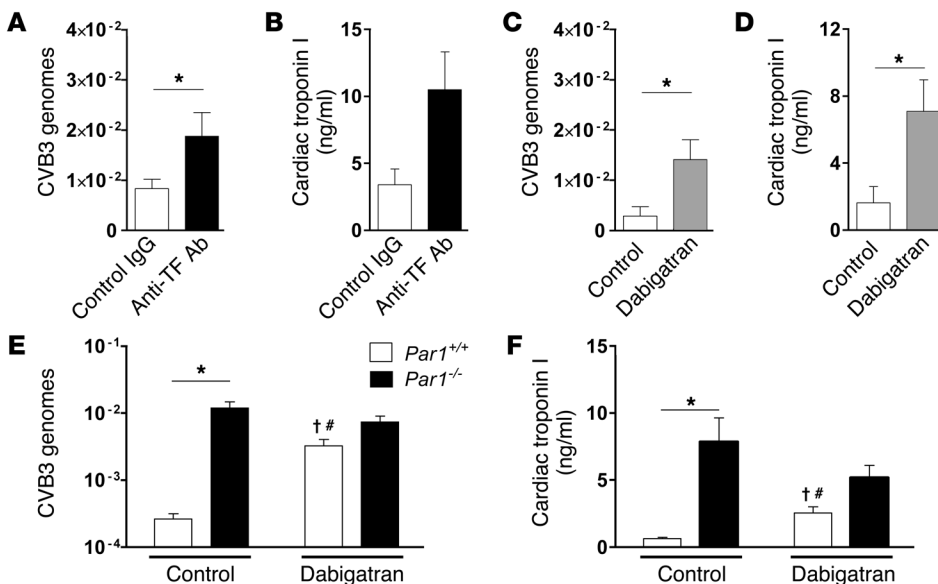 A
CVB3 genomes
4×10-2
3×10-2
2×10-2
1×10-2
0
*
Control IgG
Anti-TF Ab
B
Cardiac troponin I
(ng/ml)
15
10
5
0
Control IgG
Anti-TF Ab
C
CVB3 genomes
4×10-2
3×10-2
2×10-2
1×10-2
0
*
Control
Dabigatran
D
Cardiac troponin I
(ng/ml)
12
8
4
0
*
Control
Dabigatran
E
CVB3 genomes
10-1
10-2
10-3
10-4
*
† #
Par1+/+
Par1-/-
Control
Dabigatran
F
Cardiac troponin I
(ng/ml)
15
10
5
0
*
† #
Control
Dabigatran